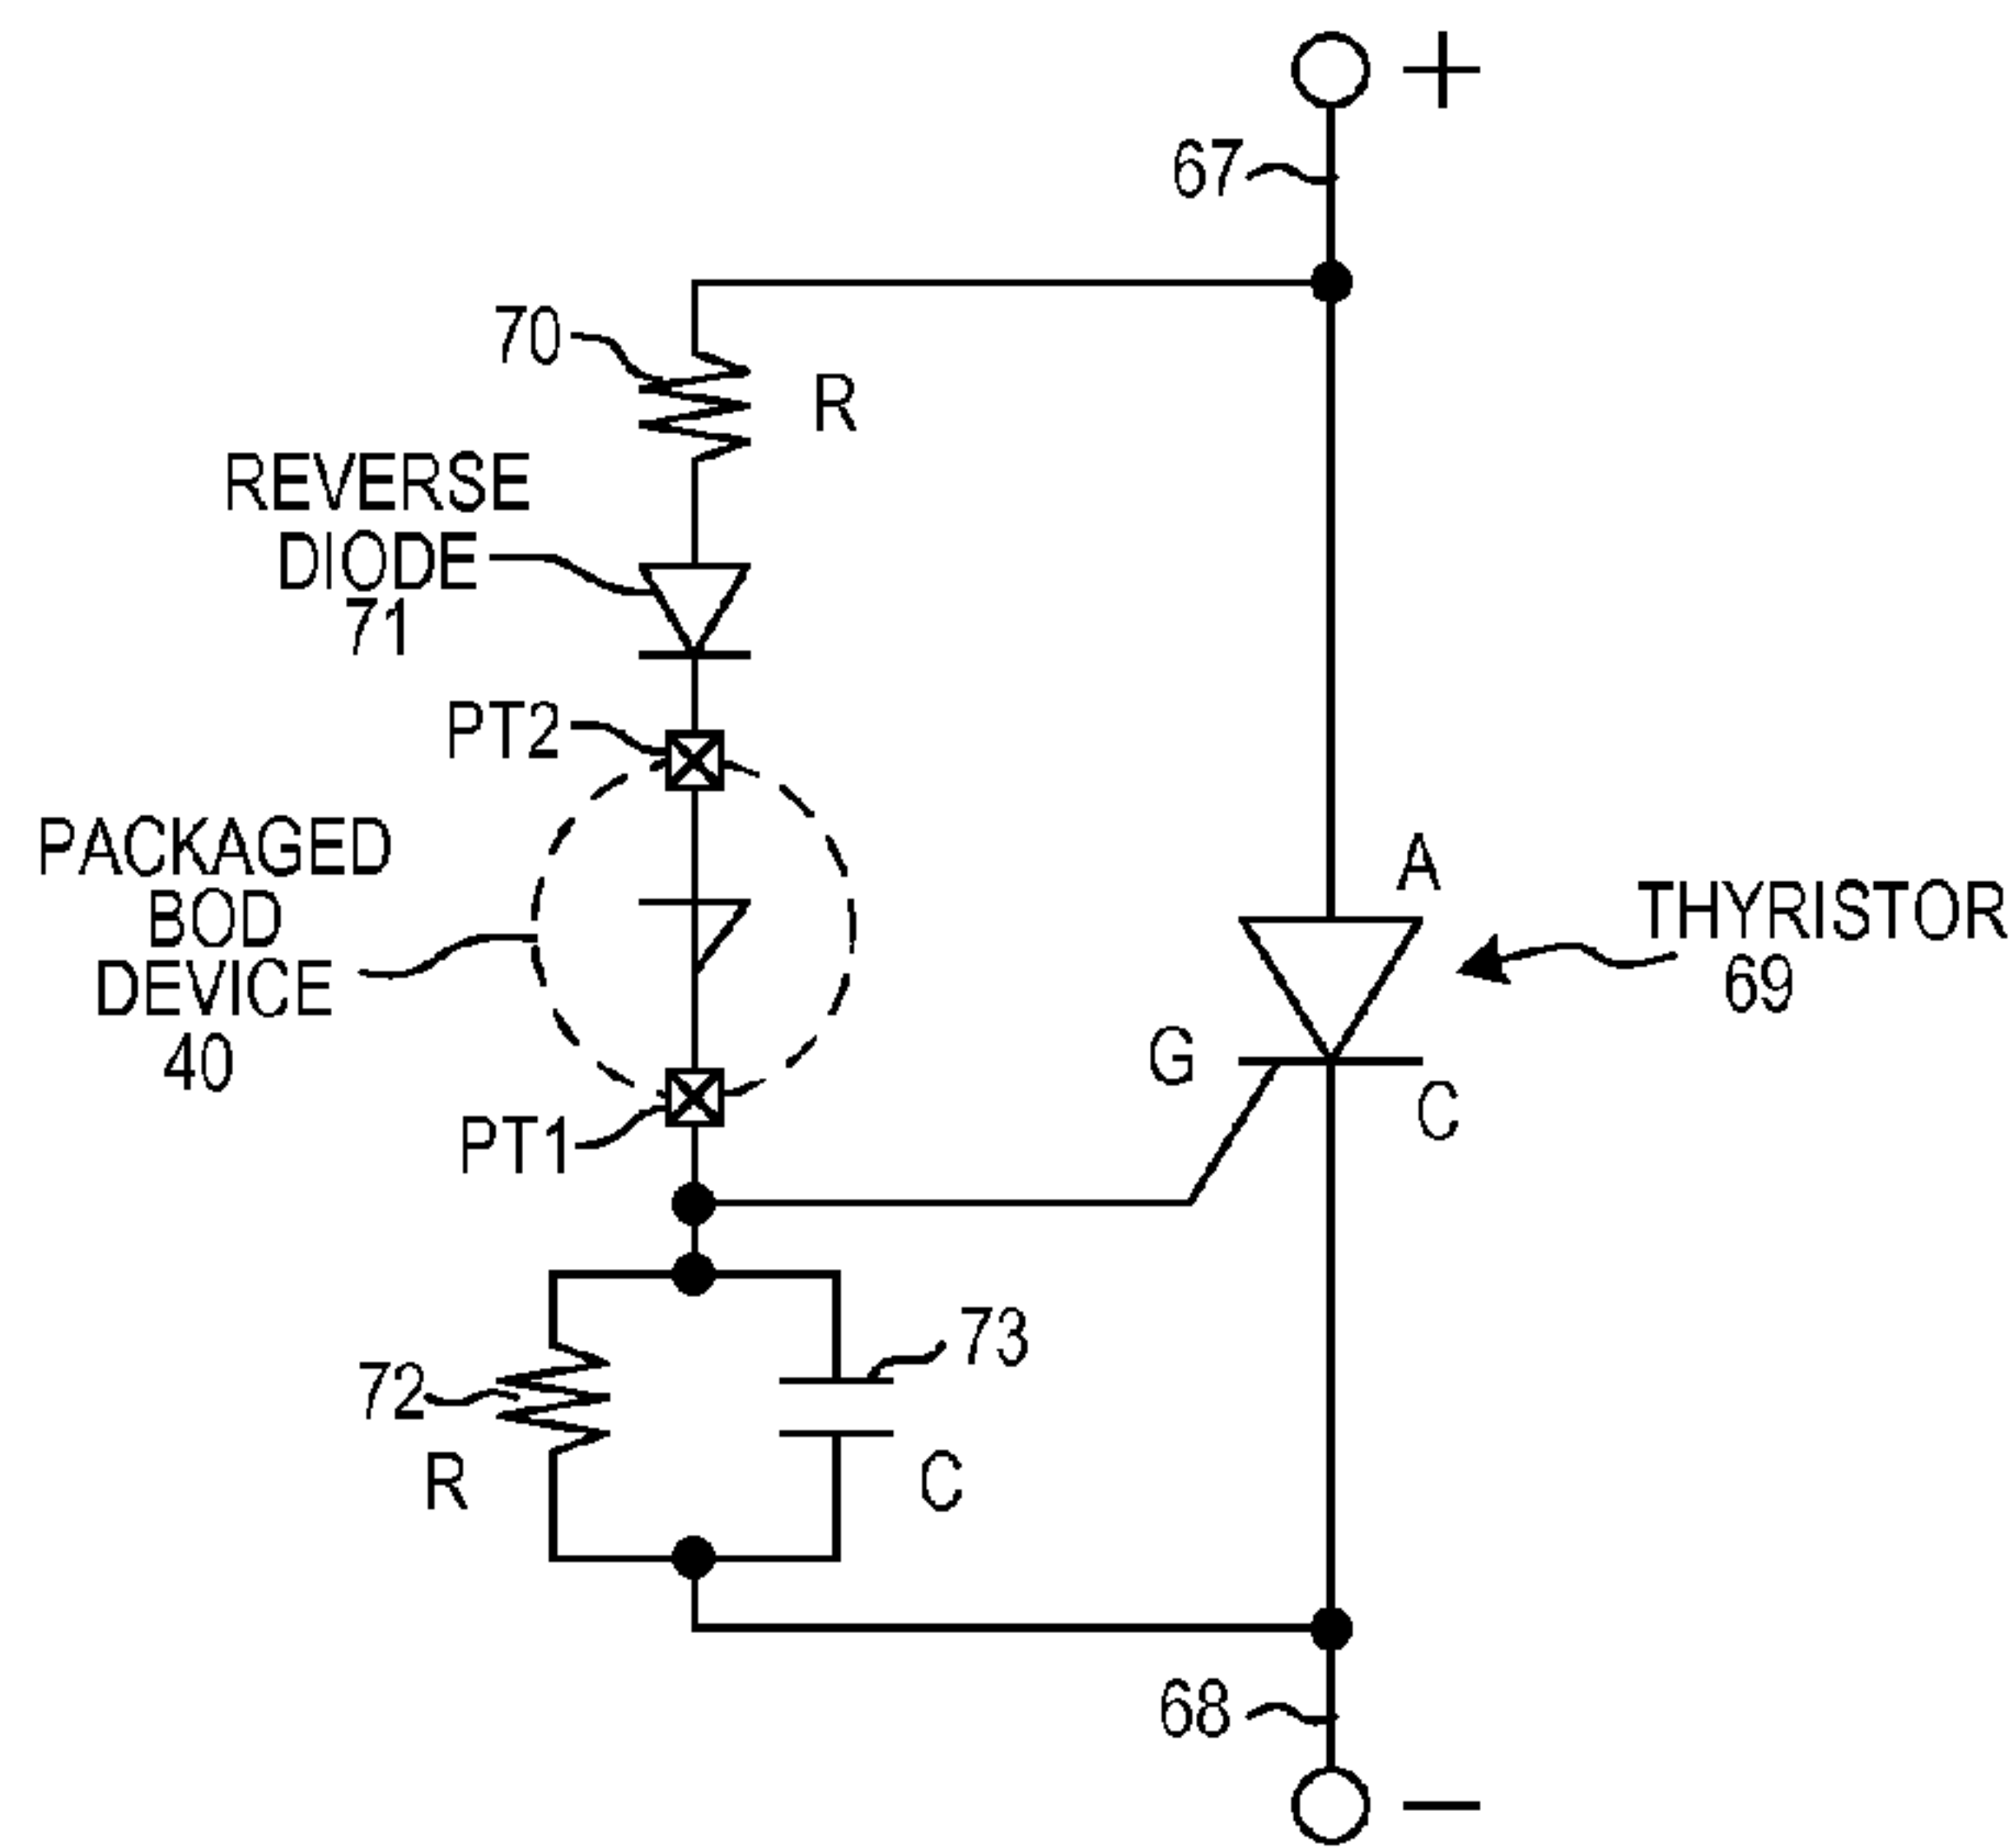 +
67
70
R
REVERSE
DIODE
71
PT2
PACKAGED
BOD
DEVICE
40
A
THYRISTOR
69
G
C
PT1
73
72
R
C
68
−